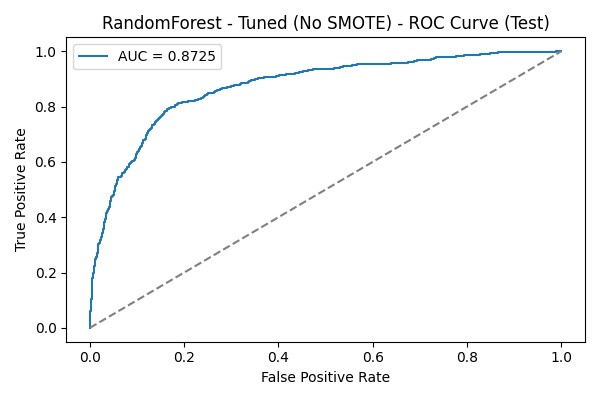 RandomForest - Tuned (No SMOTE) - ROC Curve (Test)
AUC = 0.8725
True Positive Rate
1.0
0.8
0.6
0.4
0.2
0.0
0.0 0.2 0.4 0.6 0.8 1.0
False Positive Rate